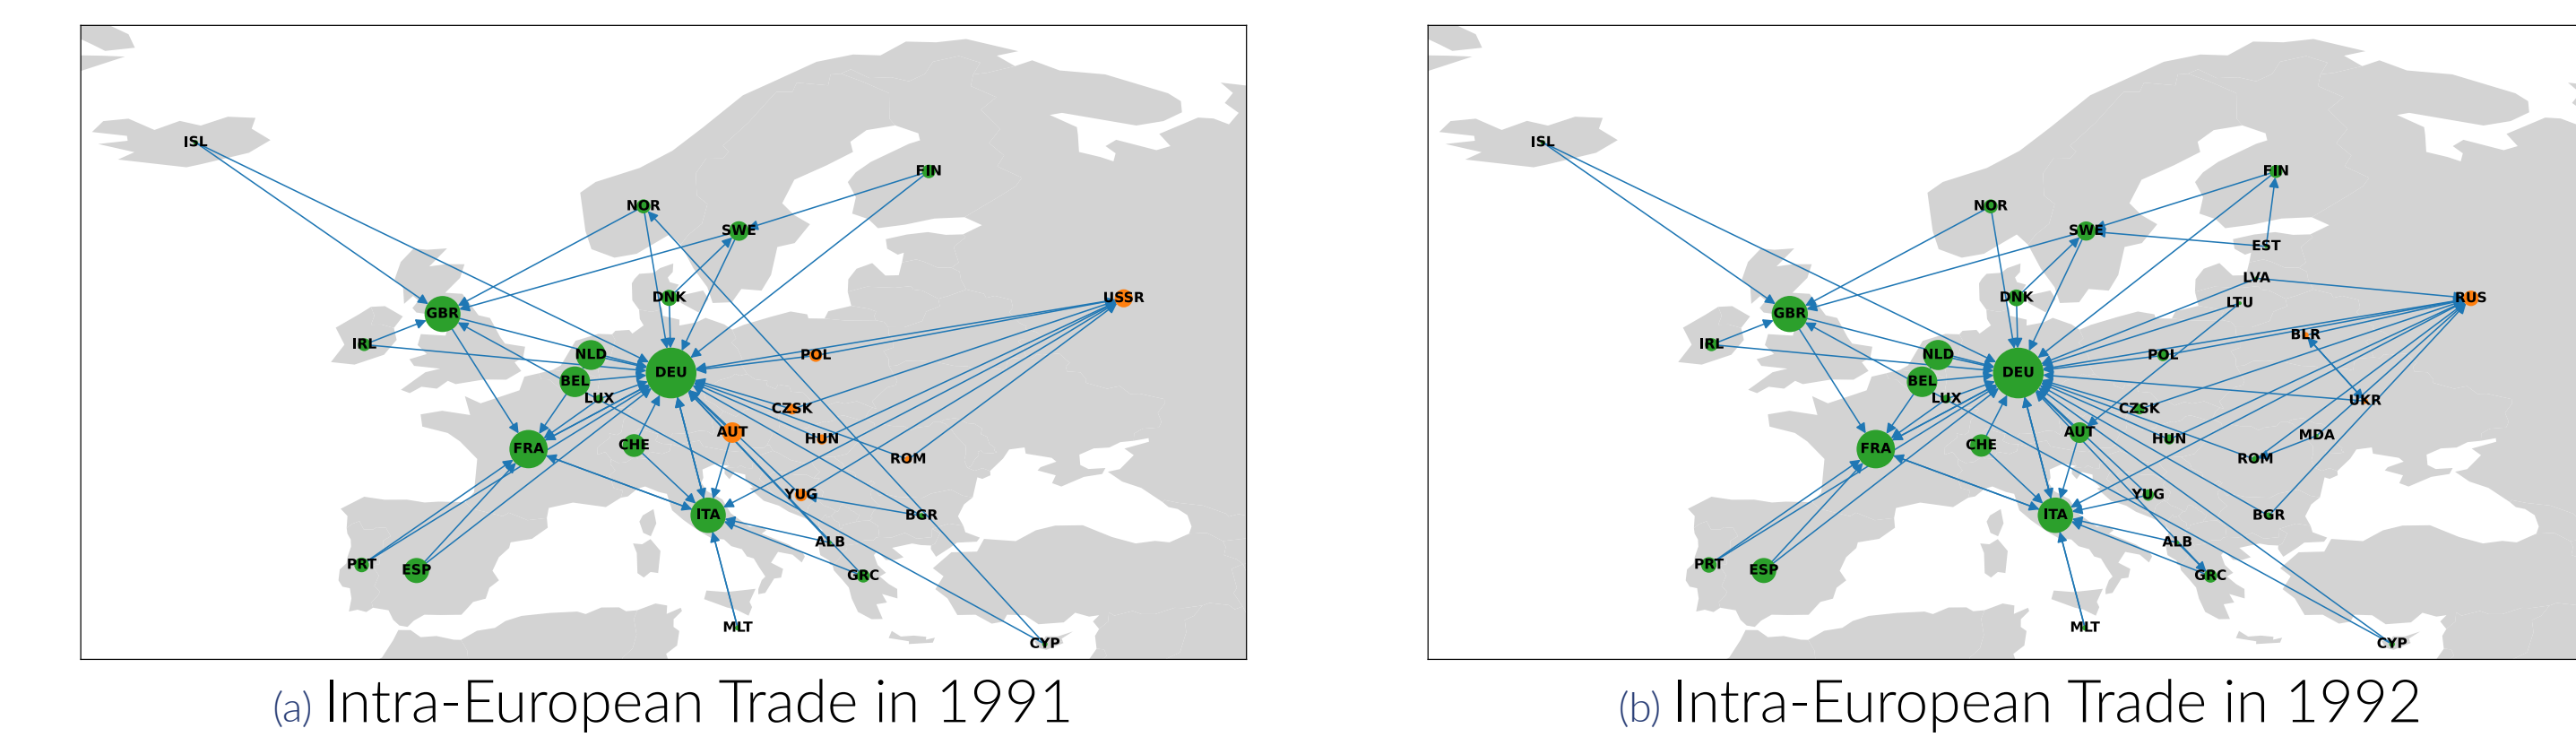 ISL
FIN
NOR
SWE
DNK
USSR
GBR
IRL
NLD
POL
DEU
BEL
LUX
CZSK
AUT
HUN
CHE
FRA
ROM
YUG
ITA
BGR
ALB
PRT
ESP
GRC
MLT
CYP
(a) Intra-European Trade in 1991
ISL
FIN
NOR
SWE
EST
LVA
DNK
LTU
RUS
GBR
BLR
IRL
NLD
POL
DEU
BEL
LUX
UKR
CZSK
AUT
HUN
MDA
CHE
FRA
ROM
YUG
ITA
BGR
ALB
PRT
ESP
GRC
MLT
CYP
(b) Intra-European Trade in 1992